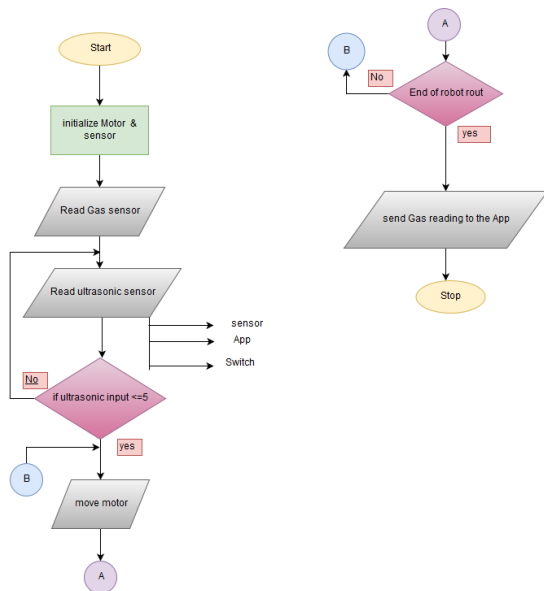 Start
initialize Motor &
sensor
Read Gas sensor
Read ultrasonic sensor
sensor
App
Switch
No
if ultrasonic input <=5
yes
B
move motor
A
A
B
No
End of robot rout
yes
send Gas reading to the App
Stop